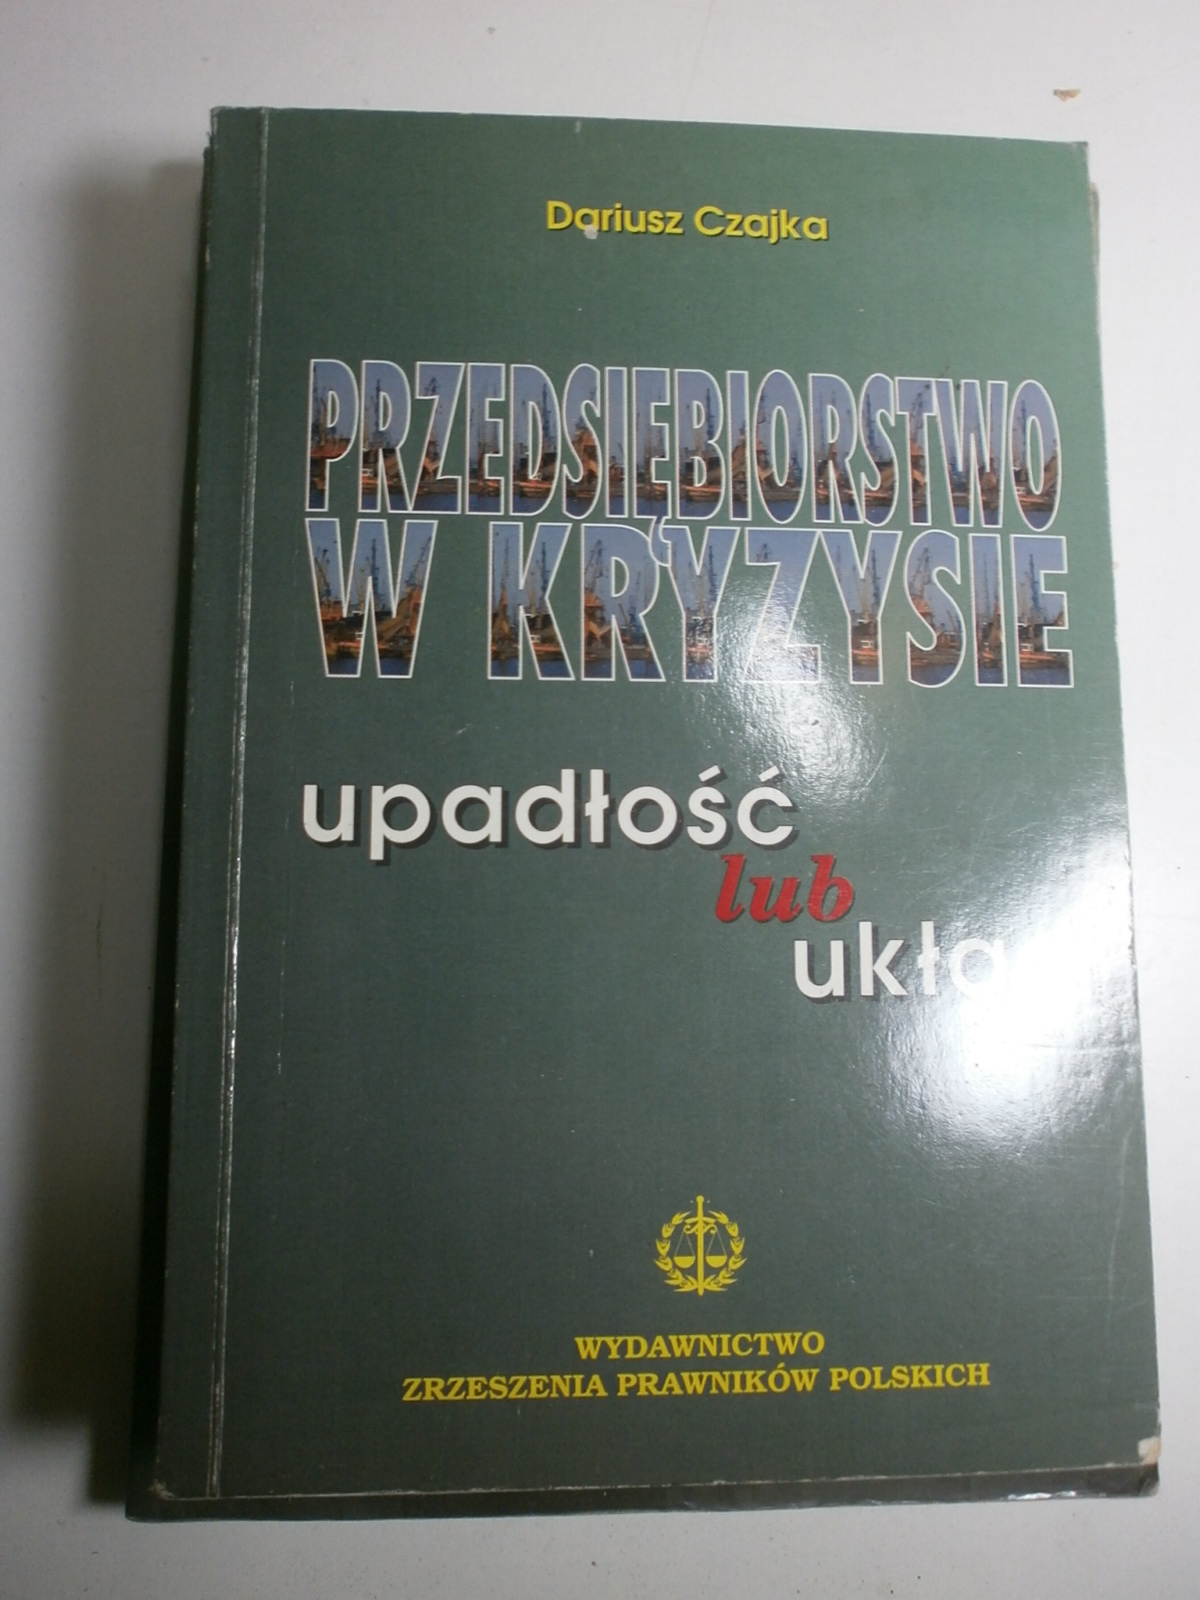 Dariusz Czajka
PRZEDSIĘBIORSTWO
W KRYZYSIE
upadłość
lub
WYDAWNICTWO
ZRZESZENIA PRAWNIKÓW POLSKICH